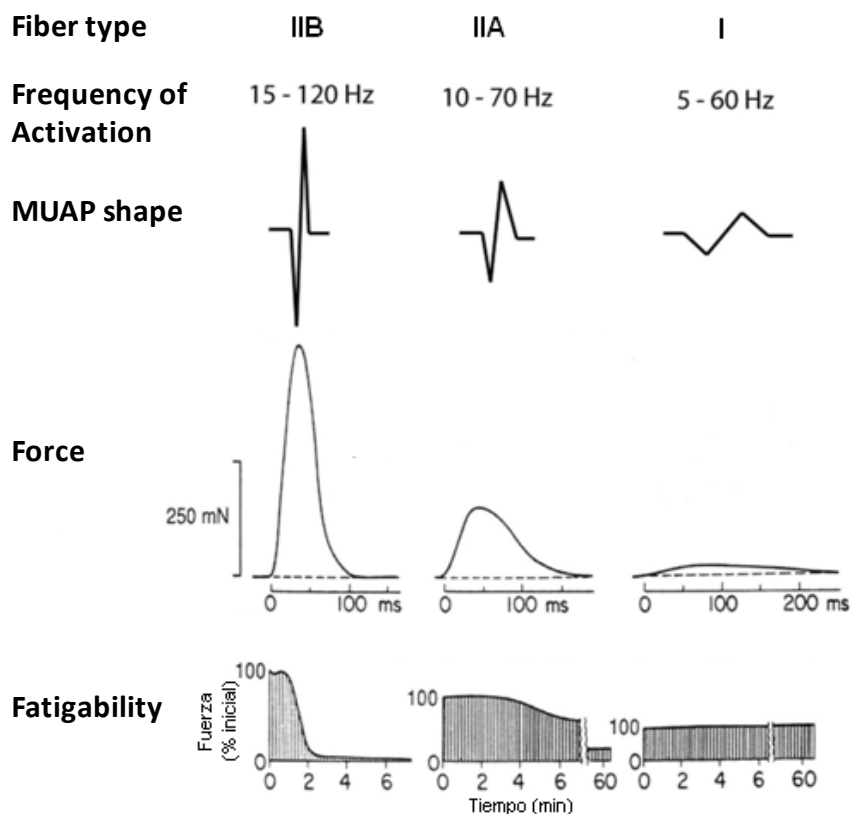 Fiber type IIB IIA I
Frequency of 15 - 120 Hz 10 - 70 Hz 5 - 60 Hz
Activation
MUAP shape
Force
250 mN
0 100 ms 0 100 ms 0 100 200 ms
Fatigability
Fuerza
(% inicial)
100 100 100
0 0 0
0 2 4 6 0 2 4 6 60 0 2 4 6 60
Tiempo (min)